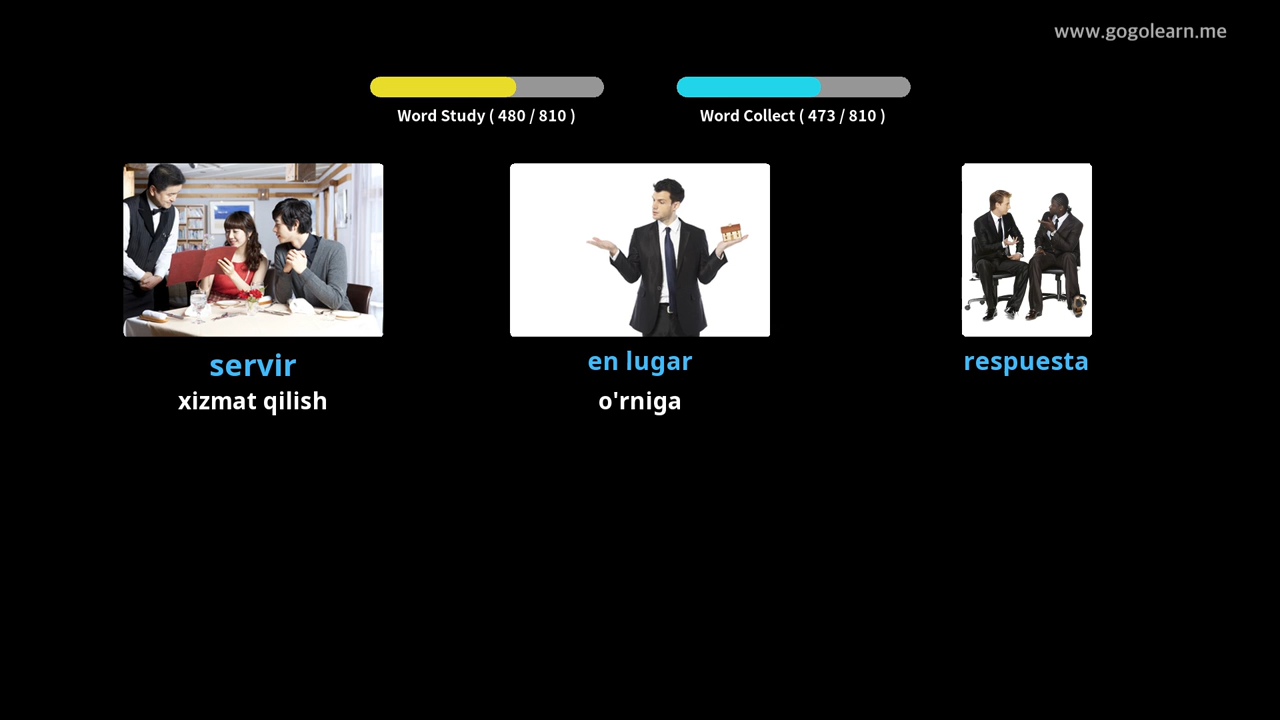 www.gogolearn.me
Word Study ( 480 / 810 )
Word Collect ( 473 / 810 )
servir
en lugar
respuesta
xizmat qilish
o'rniga